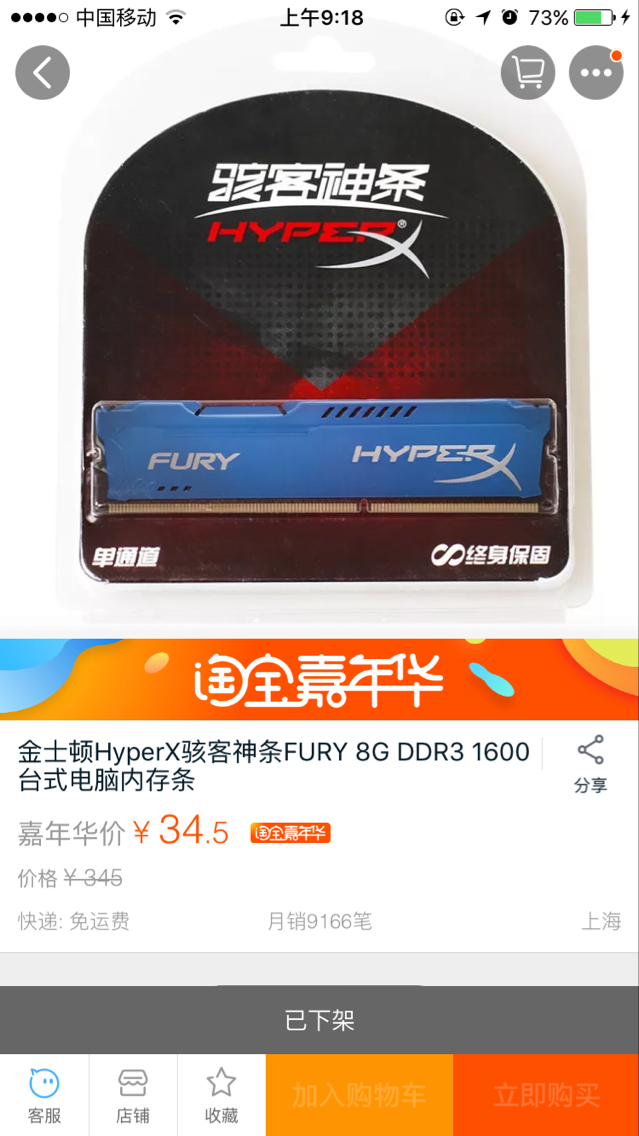 中国移动
上午9:18
73%
骇客神条
HYPERX®
FURY
HYPERX
单通道
终身保固
淘宝嘉年华
金士顿HyperX骇客神条FURY 8G DDR3 1600
台式电脑内存条
分享
嘉年华价 ¥ 34.5 淘宝嘉年华
价格 ¥ 345
快递: 免运费
月销9166笔
上海
已下架
客服
店铺
收藏
加入购物车
立即购买